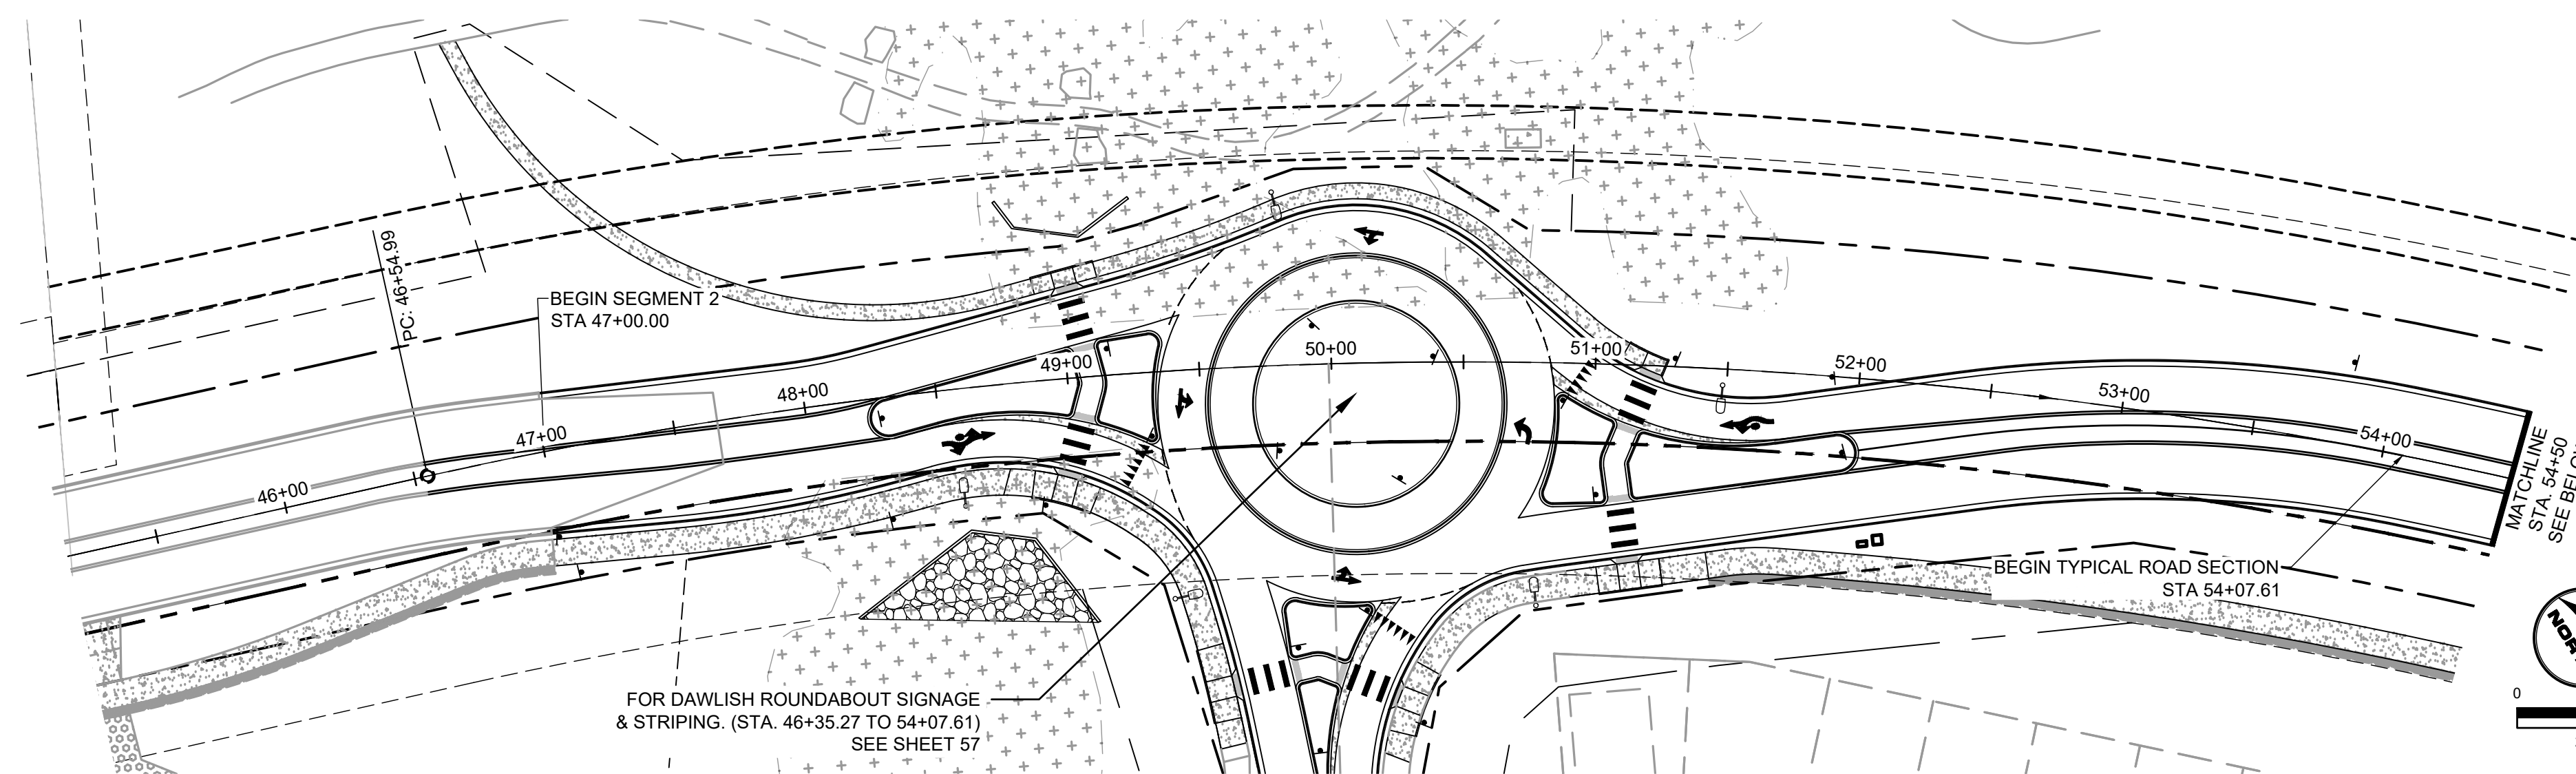 PC: 46+54.99
BEGIN SEGMENT 2
STA 47+00.00
46+00
47+00
48+00
49+00
50+00
51+00
52+00
53+00
54+00
MATCHLINE
STA. 54+50
BEGIN TYPICAL ROAD SECTION
STA 54+07.61
FOR DAWLISH ROUNDABOUT SIGNAGE
& STRIPING. (STA. 46+35.27 TO 54+07.61)
SEE SHEET 57
SEE
0